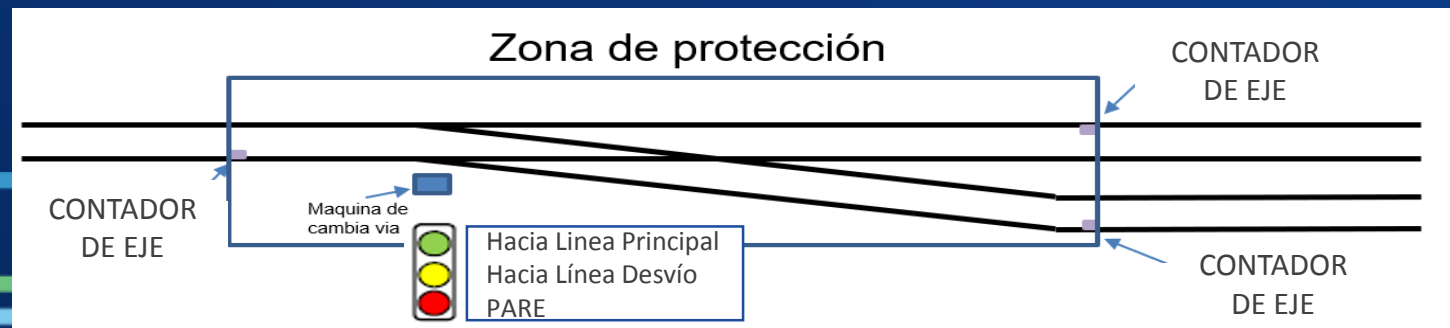 Zona de protección
CONTADOR
DE EJE
CONTADOR
DE EJE
Maquina de
cambia via
Hacia Linea Principal
Hacia Línea Desvío
PARE
CONTADOR
DE EJE